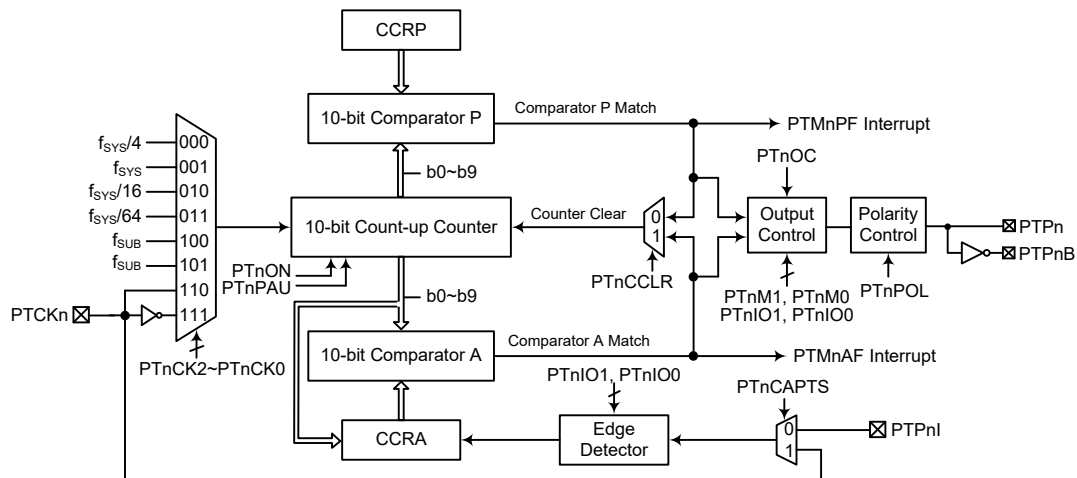 CCRP
10-bit Comparator P
Comparator P Match
PTMnPF Interrupt
b0~b9
PTnOC
fSYS/4
000
fSYS
001
fSYS/16
010
fSYS/64
011
fSUB
100
fSUB
101
110
111
10-bit Count-up Counter
Counter Clear
0
1
PTnCCLR
Output
Control
Polarity
Control
PTPn
PTPnB
PTnON
PTnPAU
b0~b9
PTnM1, PTnM0
PTnIO1, PTnIO0
PTnPOL
PTCKn
PTnCK2~PTnCK0
10-bit Comparator A
Comparator A Match
PTMnAF Interrupt
PTnIO1, PTnIO0
PTnCAPTS
CCRA
Edge
Detector
0
1
PTPnI